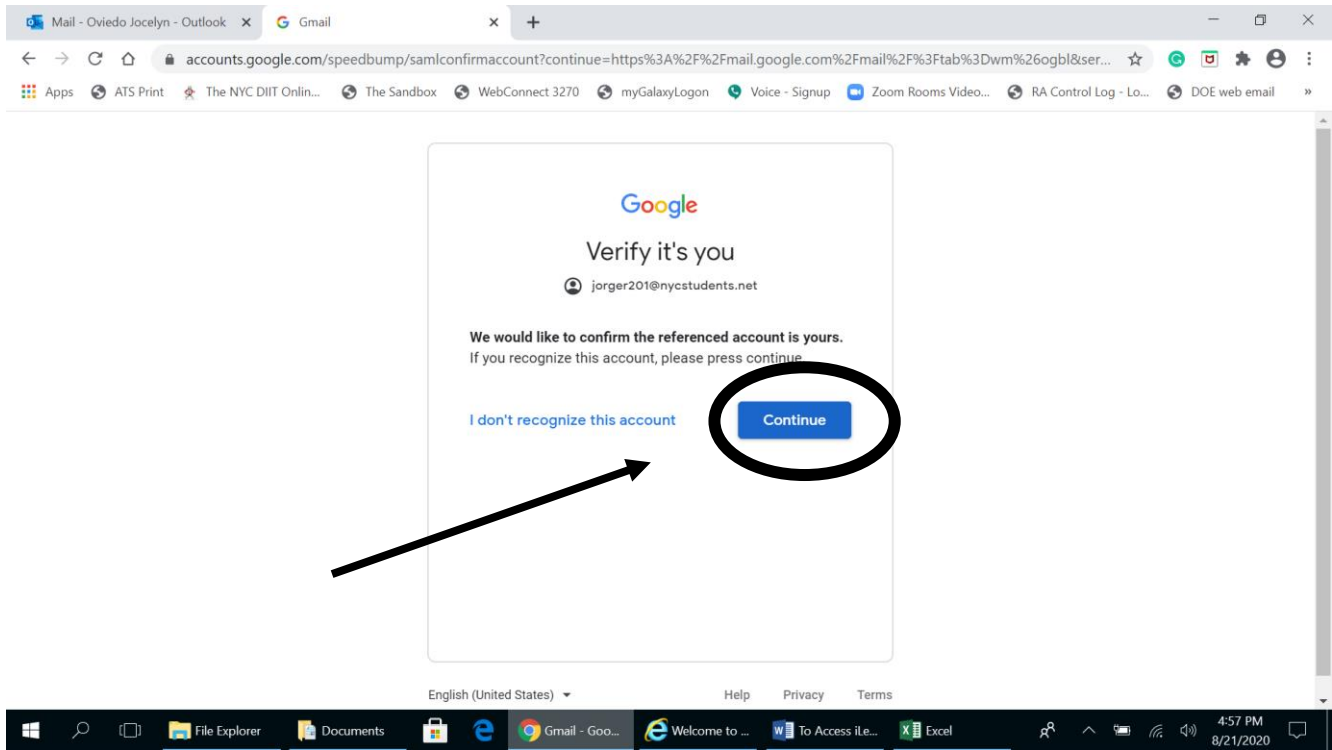 Mail - Oviedo Jocelyn - Outlook
Gmail
accounts.google.com/speedbump/samlconfirmaccount?continue=https%3A%2F%2Fmail.google.com%2Fmail%2F%3Ftab%3Dwm%26ogbl&ser...
Apps ATS Print The NYC DIIT Onlin... The Sandbox WebConnect 3270 myGalaxyLogon Voice - Signup Zoom Rooms Video... RA Control Log - Lo... DOE web email »
Google
Verify it's you
jorger201@nycstudents.net
We would like to confirm the referenced account is yours.
If you recognize this account, please press continue.
I don't recognize this account Continue
English (United States) Help Privacy Terms
File Explorer Documents Gmail - Goo... Welcome to ... To Access iLe... Excel 4:57 PM
8/21/2020